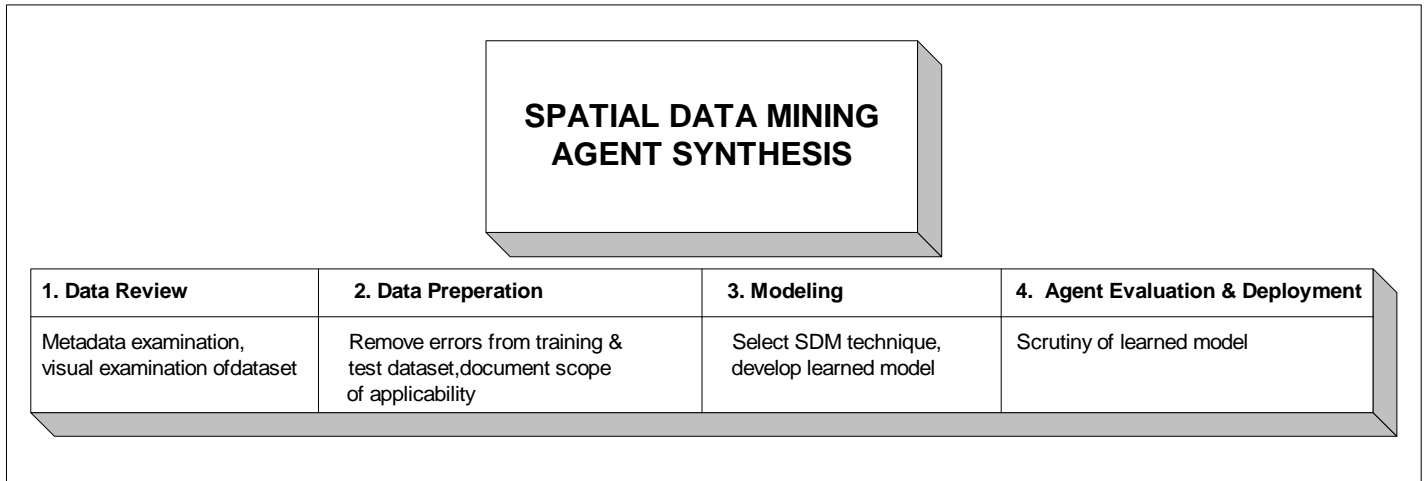 SPATIAL DATA MINING
AGENT SYNTHESIS
1. Data Review
2. Data Preperation
3. Modeling
4. Agent Evaluation & Deployment
Metadata examination,
visual examination ofdataset
Remove errors from training &
test dataset,document scope
of applicability
Select SDM technique,
develop learned model
Scrutiny of learned model